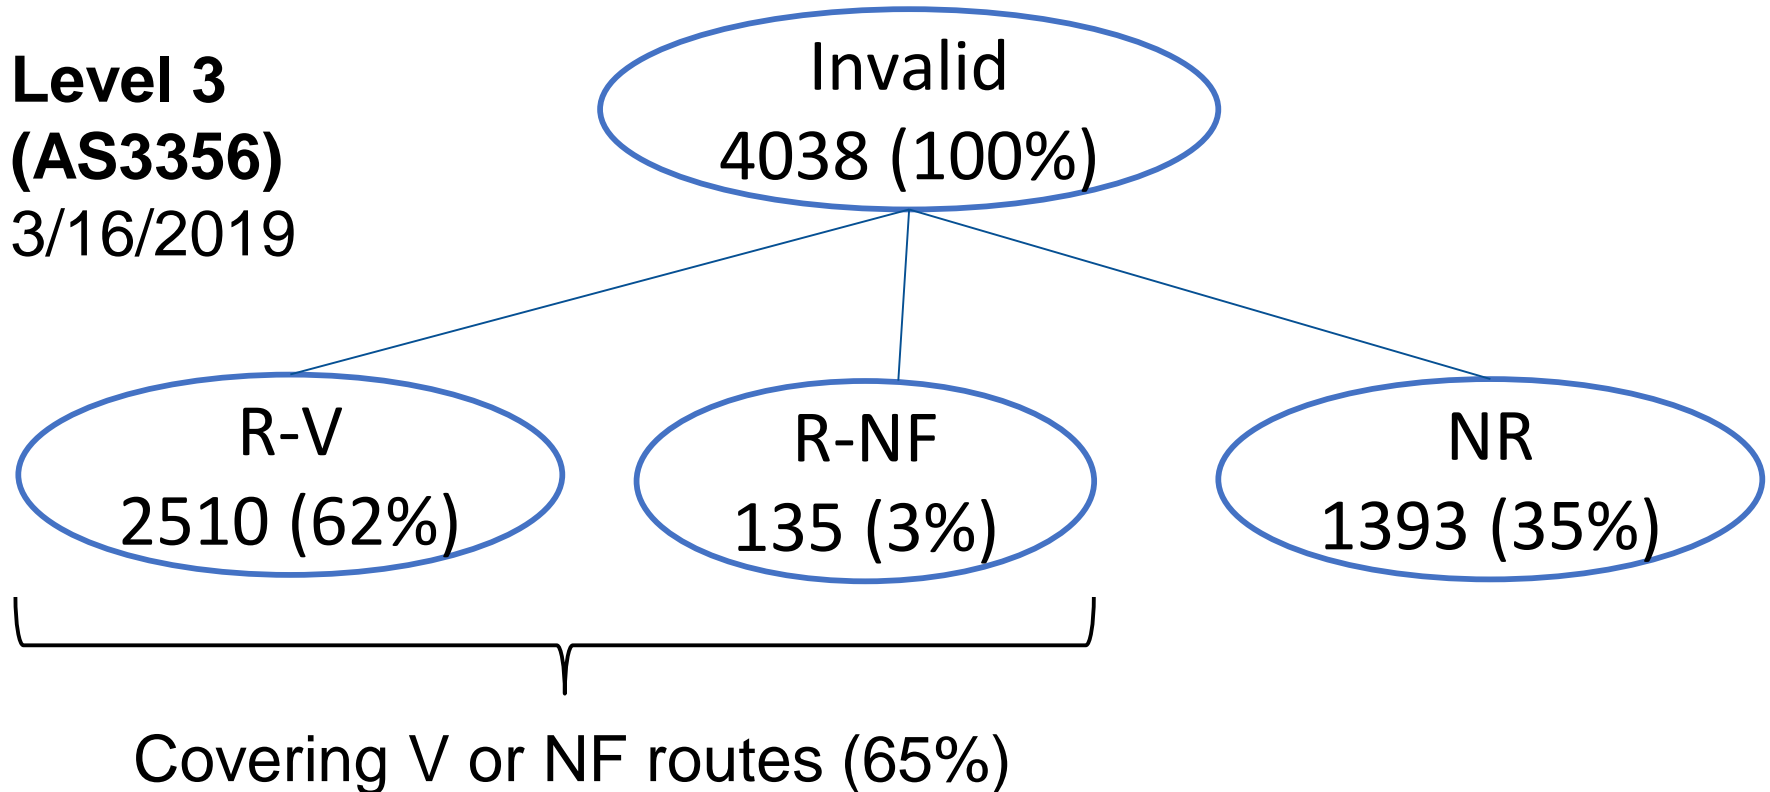 Level 3
(AS3356)
3/16/2019
Invalid
4038 (100%)
R-V
2510 (62%)
R-NF
135 (3%)
NR
1393 (35%)
Covering V or NF routes (65%)